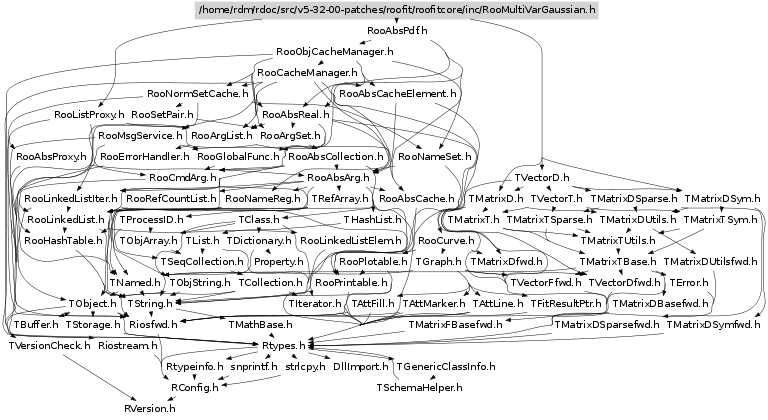 /home/rdm/rdoc/src/v5-32-00-patches/roofit/roofitcore/inc/RooMultiVarGaussian.h
RooAbsPdf.h
RooObjCacheManager.h
RooCacheManager.h
RooNormSetCache.h RooAbsCacheElement.h
RooListProxy.h RooSetPair.h RooAbsReal.h
RooMsgService.h RooArgList.h RooArgSet.h
RooAbsProxy.h RooErrorHandler.h RooGlobalFunc.h RooAbsCollection.h RooNameSet.h
RooCmdArg.h RooAbsArg.h TVectorD.h
RooLinkedListIter.h RooRefCountList.h RooNameReg.h TRefArray.h RooAbsCache.h TMatrixD.h TVectorT.h TMatrixDSparse.h TMatrixDSym.h
RooLinkedList.h TProcessID.h TClass.h THashList.h TMatrixT.h TMatrixTSparse.h TMatrixDUtils.h TMatrixTSym.h
RooHashTable.h TObjArray.h TList.h TDictionary.h RooLinkedListElem.h RooCurve.h TMatrixTUtils.h
TSeqCollection.h Property.h RooPlotable.h TGraph.h TMatrixDfwd.h TMatrixTBase.h TMatrixDUtilsfwd.h
TNamed.h TObjString.h TCollection.h RooPrintable.h TVectorFfwd.h TVectorDfwd.h TError.h
TObject.h TString.h TIterator.h TAttFill.h TAttMarker.h TAttLine.h TFitResultPtr.h TMatrixDBasefwd.h
TBuffer.h TStorage.h Riosfwd.h TMathBase.h TMatrixFBasefwd.h TMatrixDSparsefwd.h TMatrixDSymfwd.h
TVersionCheck.h Riostream.h Rtypes.h
Rtypeinfo.h snprintf.h strlcpy.h DllImport.h TGenericClassInfo.h
RConfig.h TSchemaHelper.h
RVersion.h